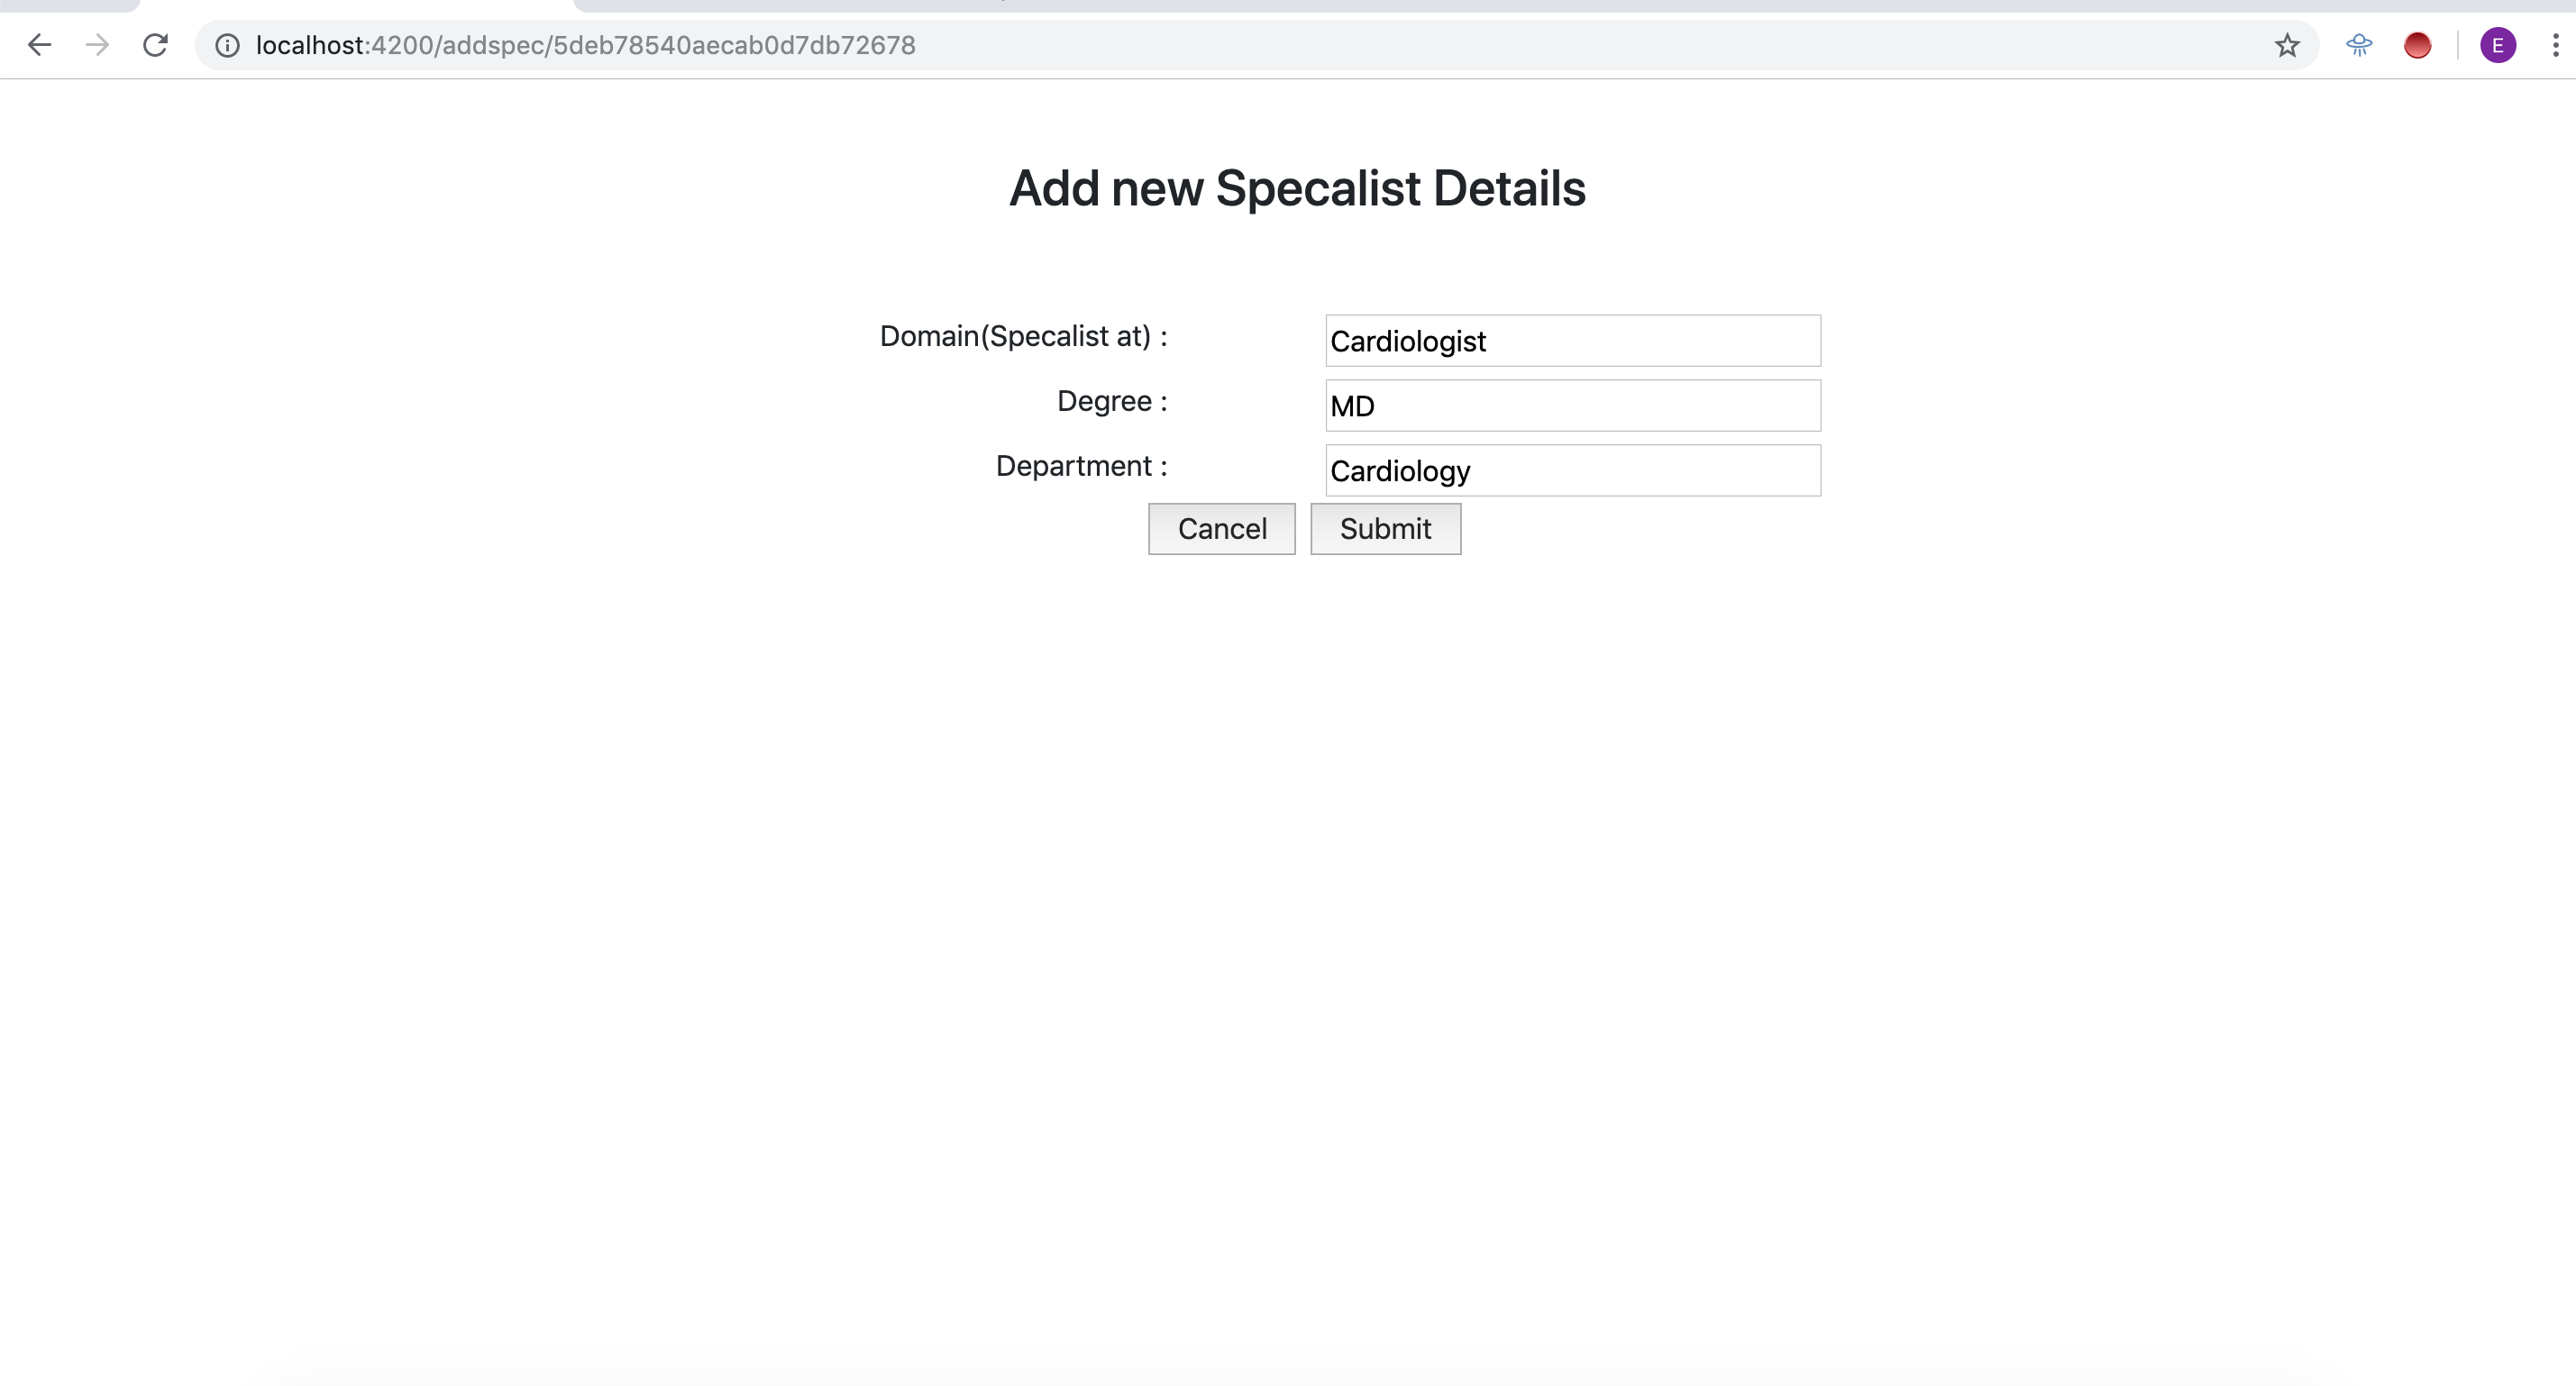 localhost:4200/addspec/5deb78540aecab0d7db72678
E
Add new Specalist Details
Domain(Specalist at) : Cardiologist
Degree : MD
Department : Cardiology
Cancel Submit